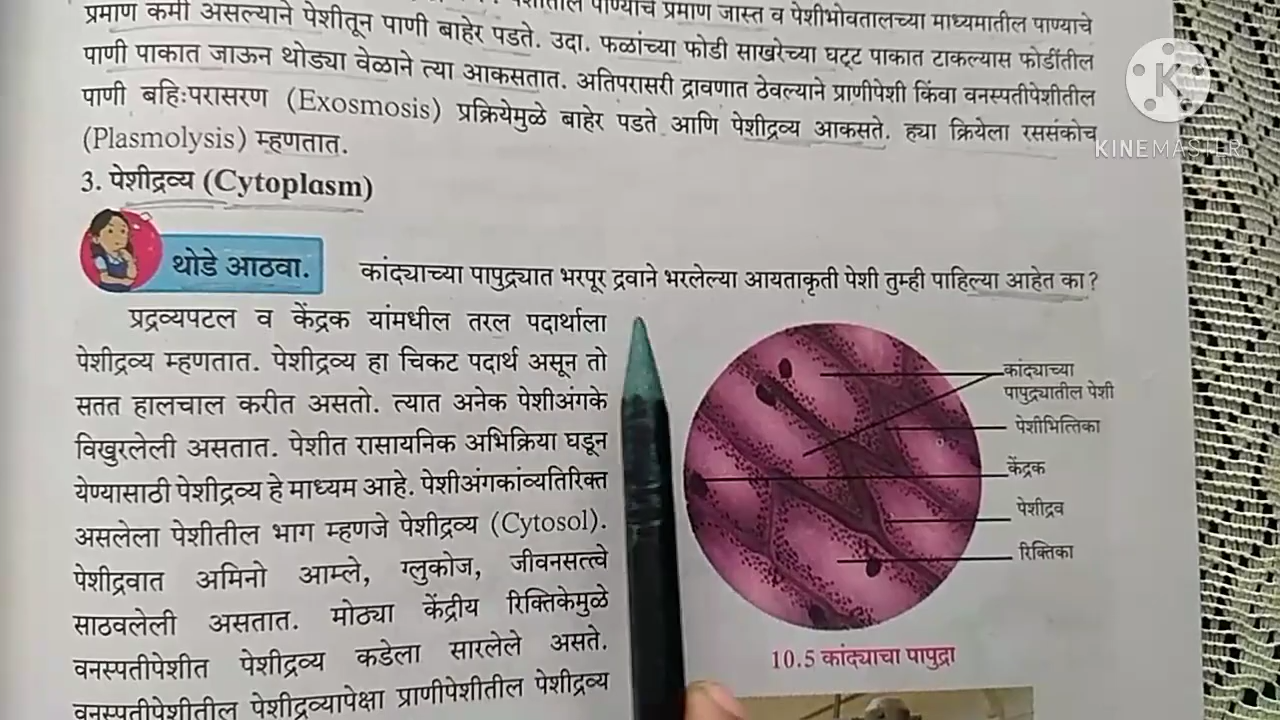 पेशीतील पाण्याचे प्रमाण जास्त व पेशीभोवतालच्या माध्यमातील पाण्याचे
प्रमाण कमी असल्याने पेशीतून पाणी बाहेर पडते. उदा. फळांच्या फोडी साखरेच्या घट्ट पाकात टाकल्यास फोडींतील
पाणी पाकात जाऊन थोड्या वेळाने त्या आकसतात. अतिपरासरी द्रावणात ठेवल्याने प्राणीपेशी किंवा वनस्पतीपेशीतील
पाणी बहिःपरासरण (Exosmosis) प्रक्रियेमुळे बाहेर पडते आणि पेशीद्रव्य आकसते. ह्या क्रियेला रससंकोच
(Plasmolysis) म्हणतात.
KINEMASTER
3. पेशीद्रव्य (Cytoplasm)
थोडे आठवा.
कांद्याच्या पापुद्र्यात भरपूर द्रवाने भरलेल्या आयताकृती पेशी तुम्ही पाहिल्या आहेत का?
प्रद्रव्यपटल व केंद्रक यांमधील तरल पदार्थाला
पेशीद्रव्य म्हणतात. पेशीद्रव्य हा चिकट पदार्थ असून तो
सतत हालचाल करीत असतो. त्यात अनेक पेशीअंगके
विखुरलेली असतात. पेशीत रासायनिक अभिक्रिया घडून
येण्यासाठी पेशीद्रव्य हे माध्यम आहे. पेशीअंगकांव्यतिरिक्त
असलेला पेशीतील भाग म्हणजे पेशीद्रव्य (Cytosol).
पेशीद्रवात अमिनो आम्ले, ग्लुकोज, जीवनसत्त्वे
साठवलेली असतात. मोठ्या केंद्रीय रिक्तिकेमुळे
वनस्पतीपेशीत पेशीद्रव्य कडेला सारलेले असते.
वनस्पतीपेशीतील पेशीद्रव्यापेक्षा प्राणीपेशीतील पेशीद्रव्य
कांद्याच्या
पापुद्र्यातील पेशी
पेशीभित्तिका
केंद्रक
पेशीद्रव
रिक्तिका
10.5 कांद्याचा पापुद्रा